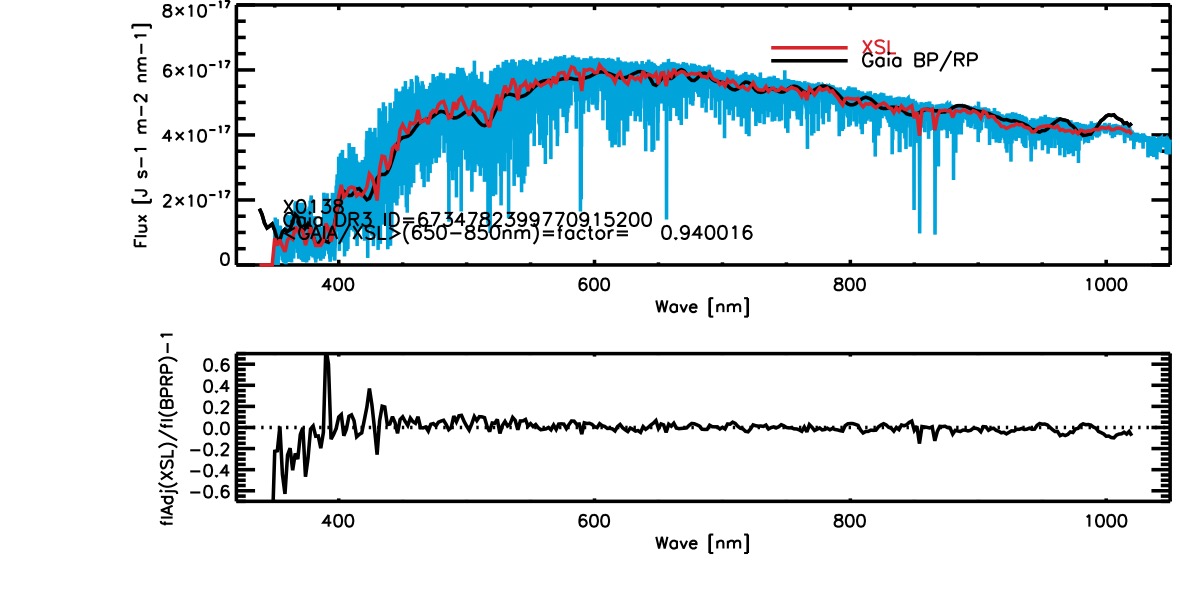 8×10−17
6×10−17
4×10−17
2×10−17
0
Flux [J s−1 m−2 nm−1]
XSL
Gaia BP/RP
X0138
Gaia DR3 ID=6734782399770915200
<GAIA/XSL>(650−850nm)=factor= 0.940016
400 600 800 1000
Wave [nm]
0.6
0.4
0.2
0.0
−0.2
−0.4
−0.6
flAdj(XSL)/fl(BPRP)−1
400 600 800 1000
Wave [nm]